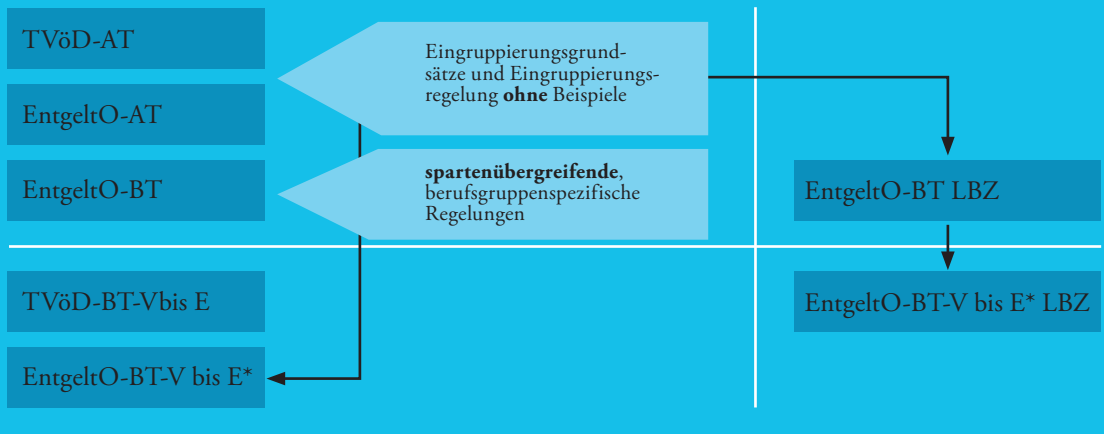 TVöD-AT
Eingruppierungsgrund-
sätze und Eingruppierungs-
regelung ohne Beispiele
EntgeltO-AT
EntgeltO-BT
spartenübergreifende,
berufsgruppenspezifische
Regelungen
EntgeltO-BT LBZ
TVöD-BT-Vbis E
EntgeltO-BT-V bis E* LBZ
EntgeltO-BT-V bis E*